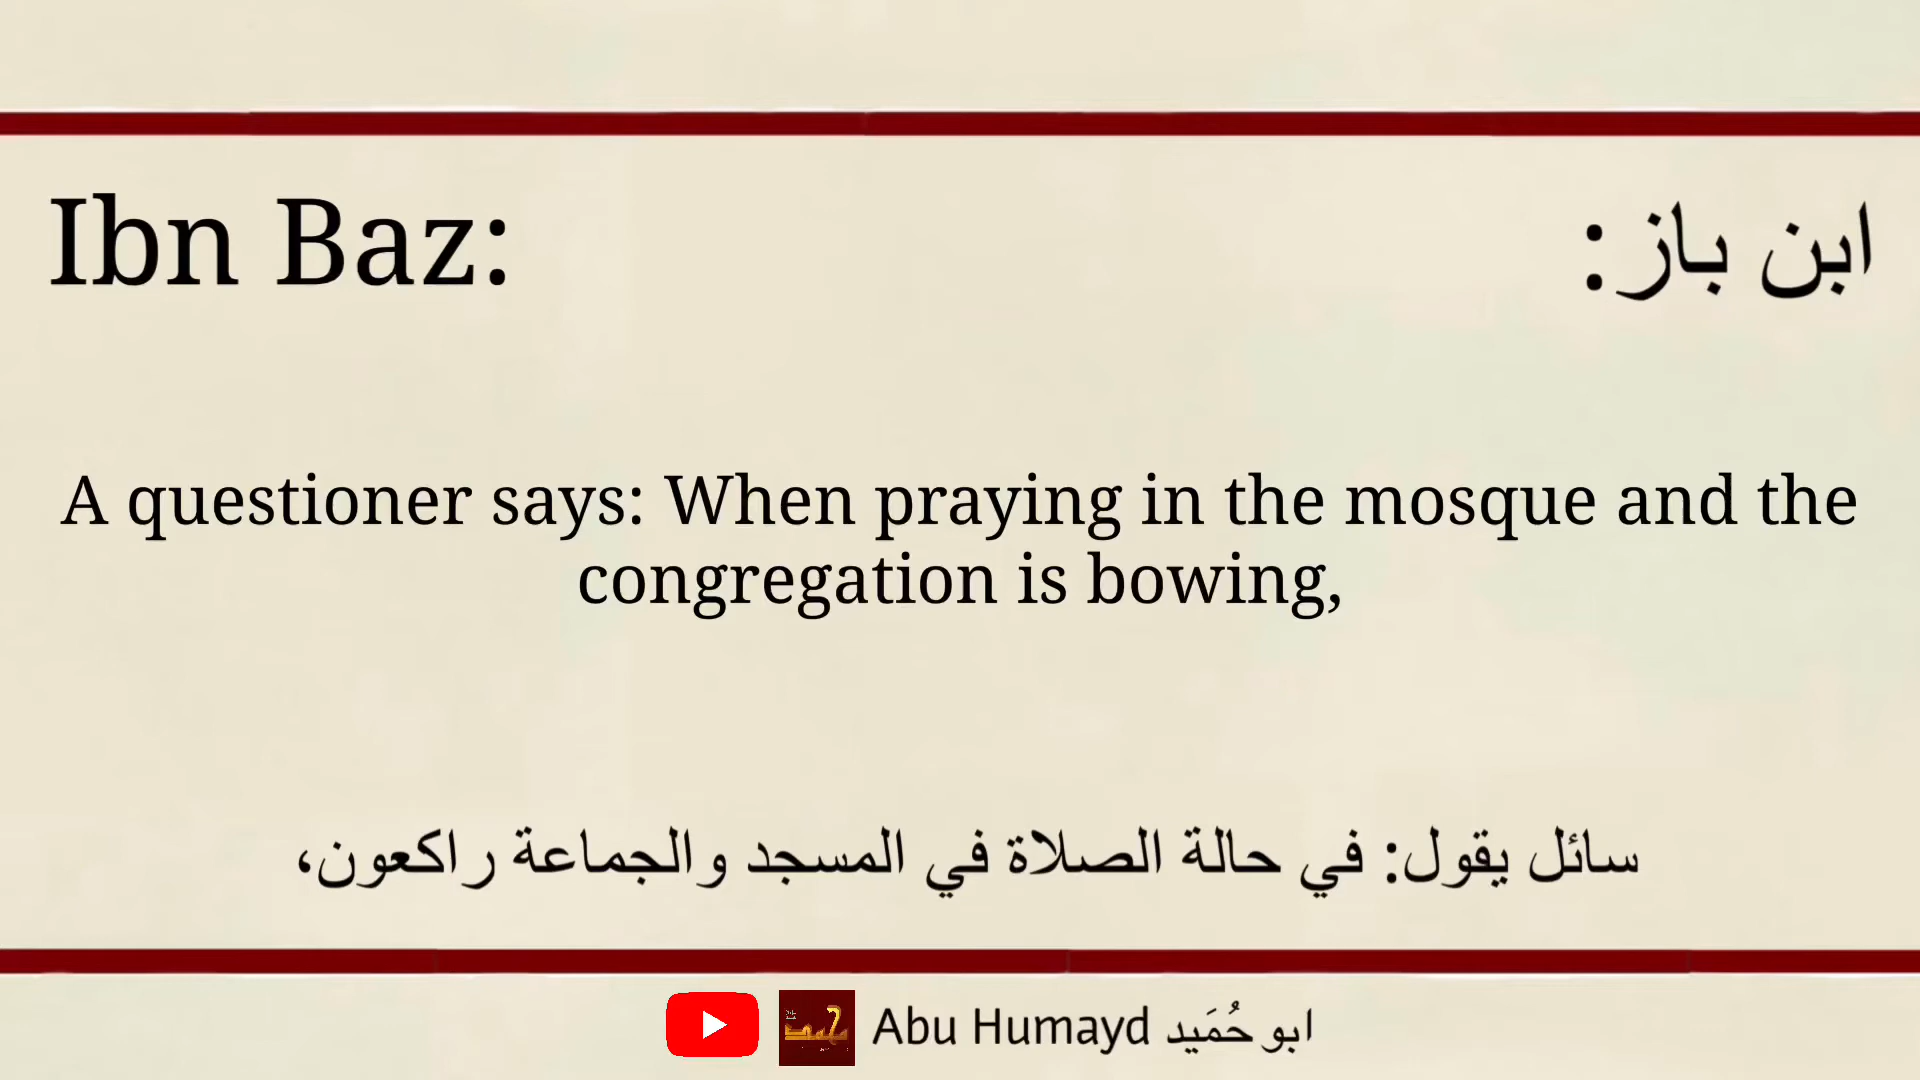 Ibn Baz:
ابن باز:
A questioner says: When praying in the mosque and the
congregation is bowing,
سائل يقول: في حالة الصلاة في المسجد والجماعة راكعون،
Abu Humayd ابو حُمَيد